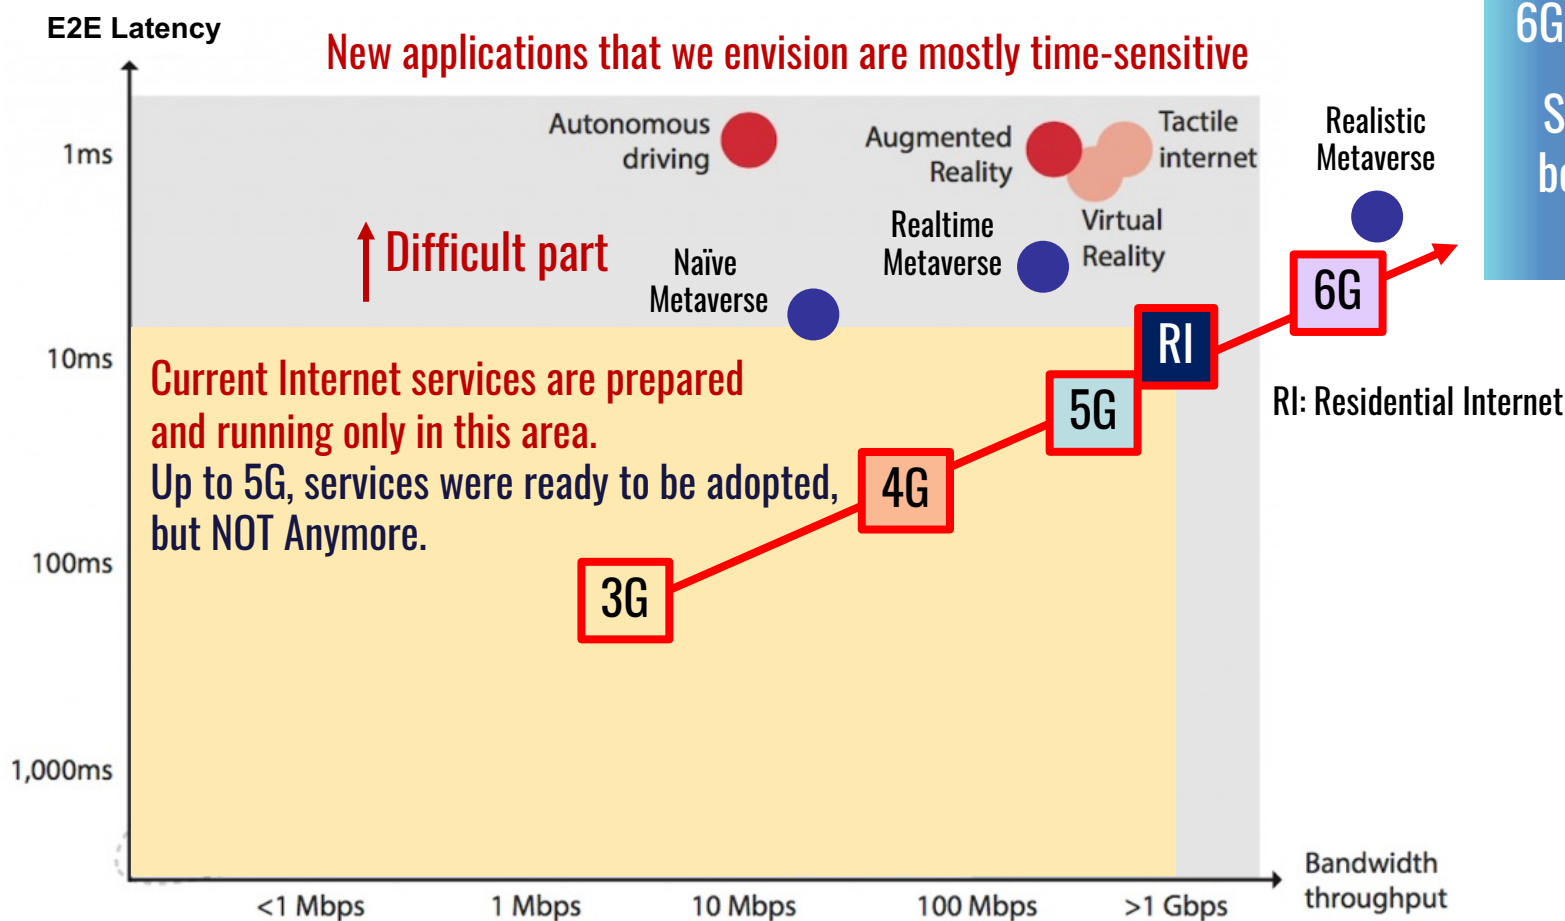 E2E Latency
New applications that we envision are mostly time-sensitive
6G
S
be
1ms
Autonomous
driving
Augmented
Reality
Tactile
internet
Realistic
Metaverse
Difficult part
Naïve
Metaverse
Realtime
Metaverse
Virtual
Reality
6G
RI
10ms
Current Internet services are prepared
and running only in this area.
Up to 5G, services were ready to be adopted,
but NOT Anymore.
5G
RI: Residential Internet
4G
100ms
3G
1,000ms
<1 Mbps
1 Mbps
10 Mbps
100 Mbps
>1 Gbps
Bandwidth
throughput